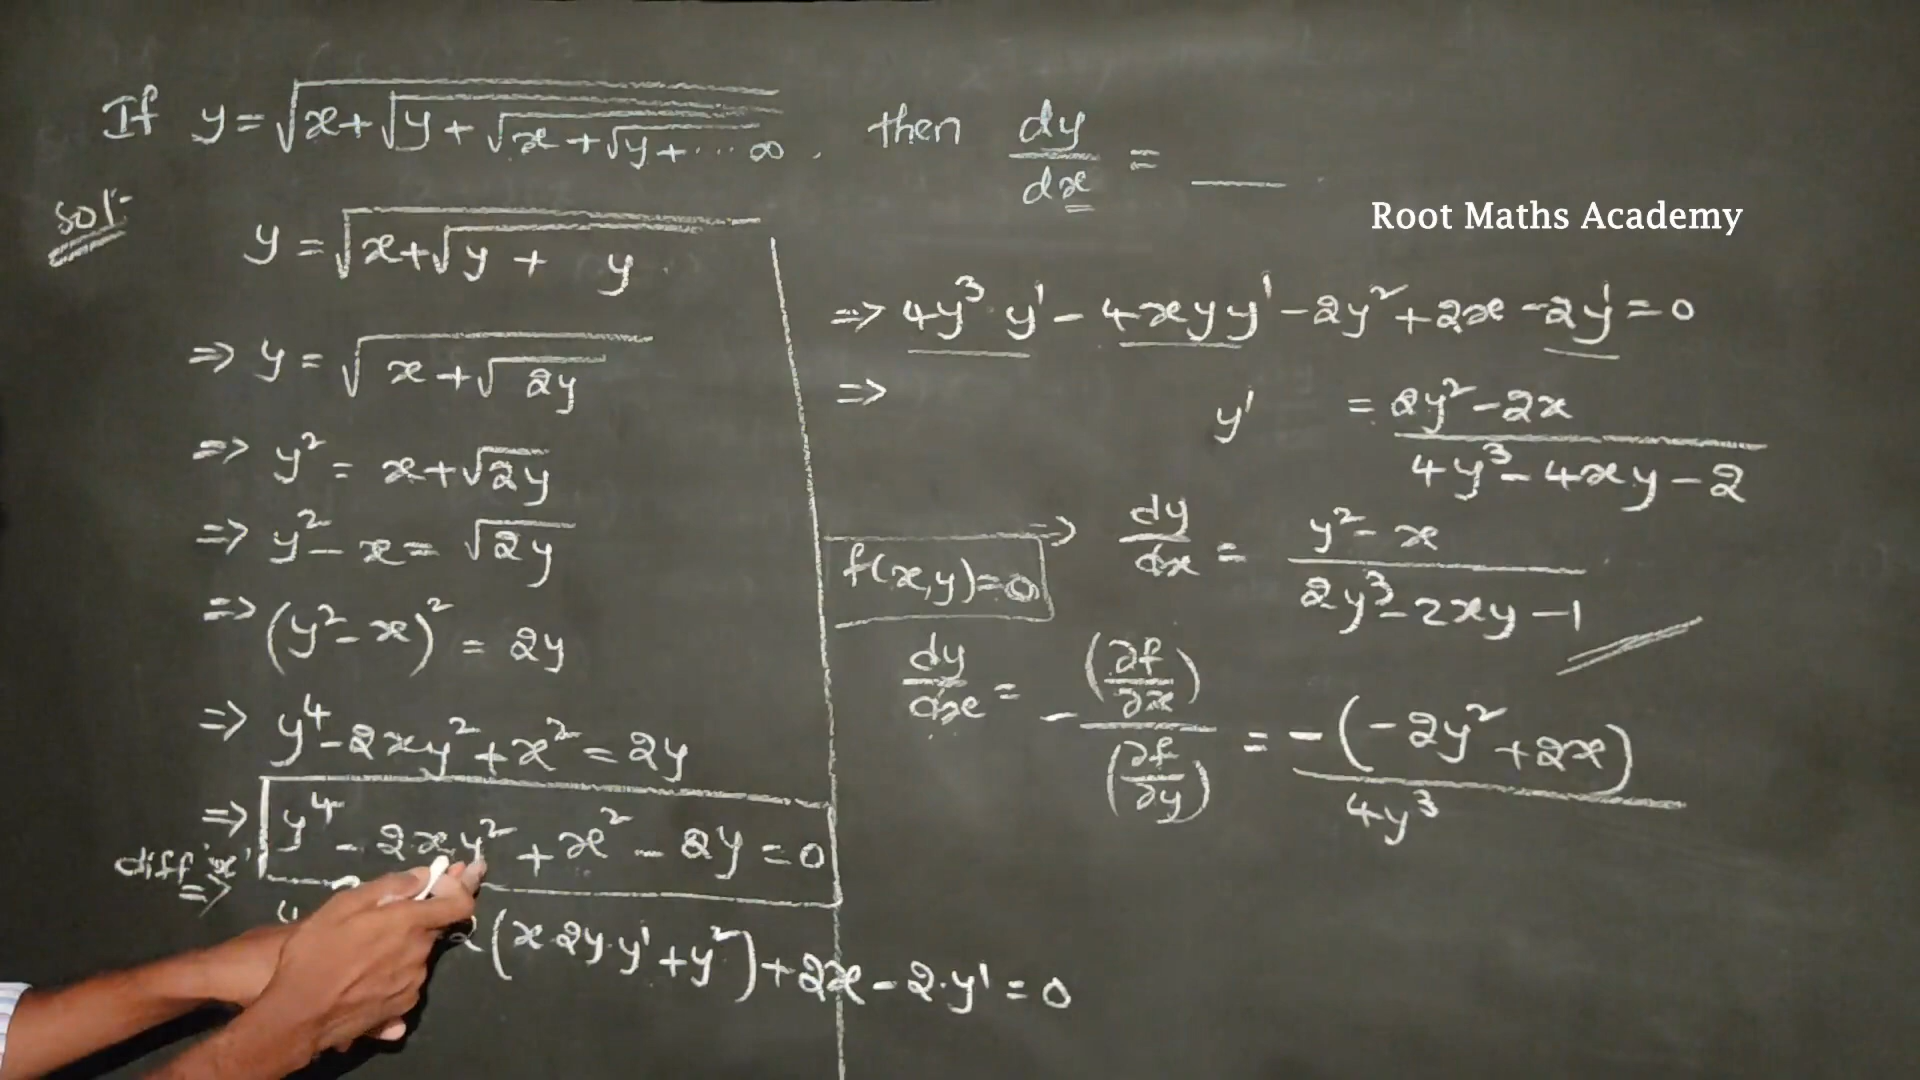 If y = √(x + √(y + √(x + √(y + ⋯ ∞, then dy/dx = ____
Sol:-
y = √(x + √(y + y
⇒ y = √(x + √(2y))
⇒ y² = x + √(2y)
⇒ y² − x = √(2y)
⇒ (y² − x)² = 2y
⇒ y⁴ − 2xy² + x² = 2y
⇒ y⁴ − 2xy² + x² − 2y = 0
diff 'x'
⇒ 2(x·2y·y' + y²) + 2x − 2·y' = 0
Root Maths Academy
⇒ 4y³·y' − 4xyy' − 2y² + 2x − 2y' = 0
⇒ y' = (2y² − 2x)/(4y³ − 4xy − 2)
⇒ dy/dx = (y² − x)/(2y³ − 2xy − 1)
f(x,y) = 0
dy/dx = −(∂f/∂x)/(∂f/∂y) = −(−2y² + 2x)/4y³